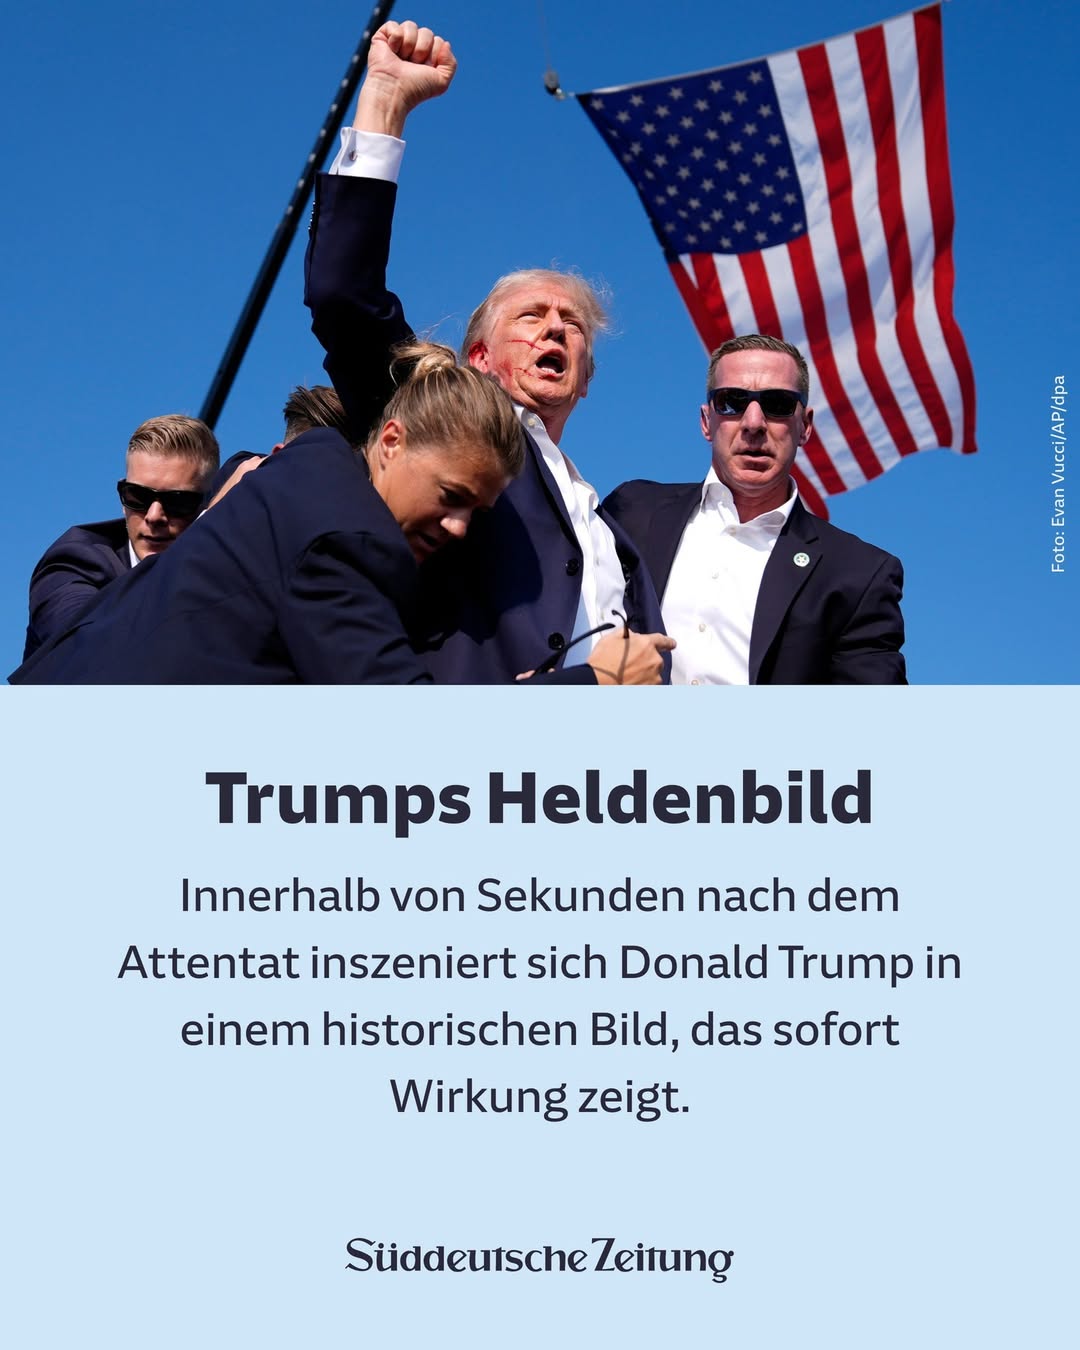 Foto: Evan Vucci/AP/dpa
Trumps Heldenbild
Innerhalb von Sekunden nach dem
Attentat inszeniert sich Donald Trump in
einem historischen Bild, das sofort
Wirkung zeigt.
Süddeutsche Zeitung